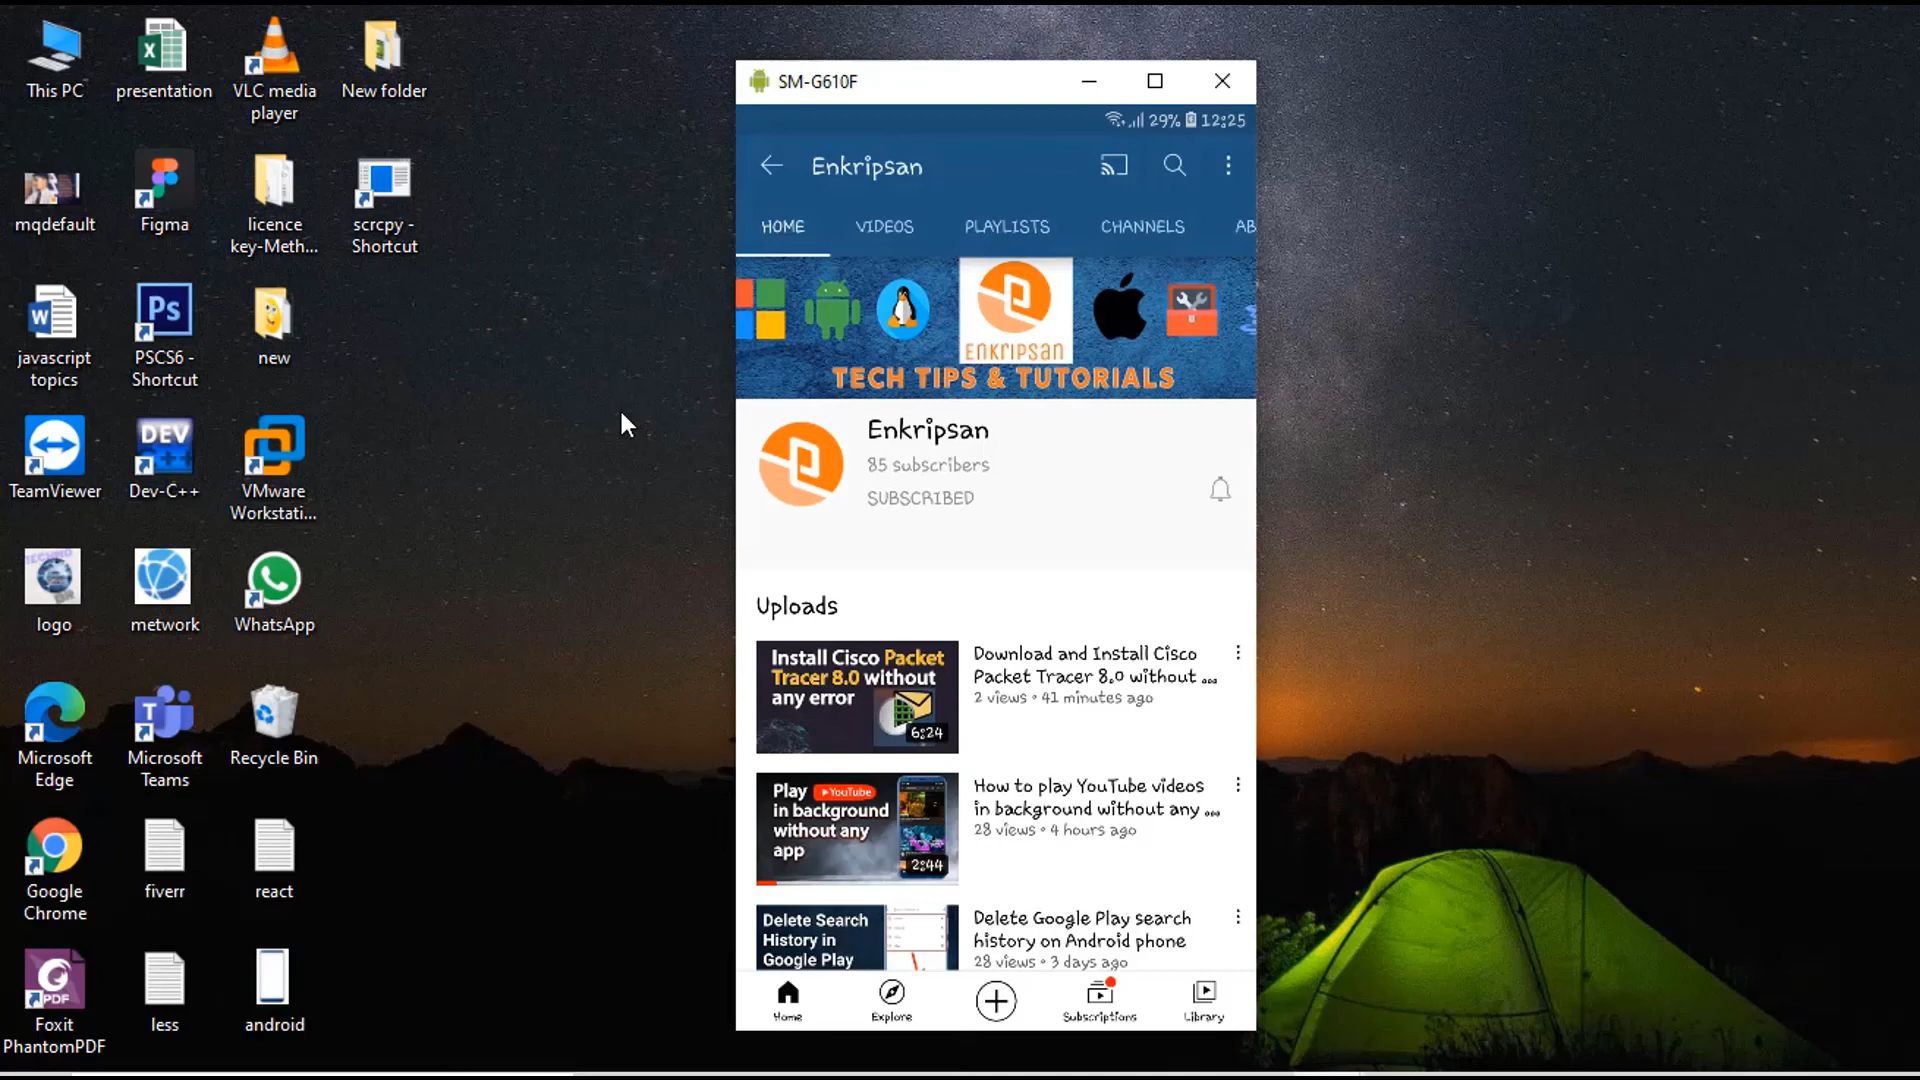 This PC
presentation
VLC media
player
New folder
mqdefault
Figma
licence
key-Meth...
scrcpy -
Shortcut
javascript
topics
Ps
PSCS6 -
Shortcut
new
TeamViewer
DEV
C++
Dev-C++
VMware
Workstati...
logo
metwork
WhatsApp
Microsoft
Edge
Microsoft
Teams
Recycle Bin
Google
Chrome
fiverr
react
PDF
Foxit
PhantomPDF
less
android
SM-G610F
29% 12:25
Enkripsan
HOME VIDEOS PLAYLISTS CHANNELS AB
ENKRIPSAN
TECH TIPS & TUTORIALS
Enkripsan
85 subscribers
SUBSCRIBED
Uploads
Install Cisco Packet
Tracer 8.0 without
any error
6:24
Download and Install Cisco
Packet Tracer 8.0 without ...
2 views • 41 minutes ago
Play YouTube
in background
without any
app
2:44
How to play YouTube videos
in background without any ...
28 views • 4 hours ago
Delete Search
History in
Google Play
Delete Google Play search
history on Android phone
28 views • 3 days ago
Home Explore Subscriptions Library